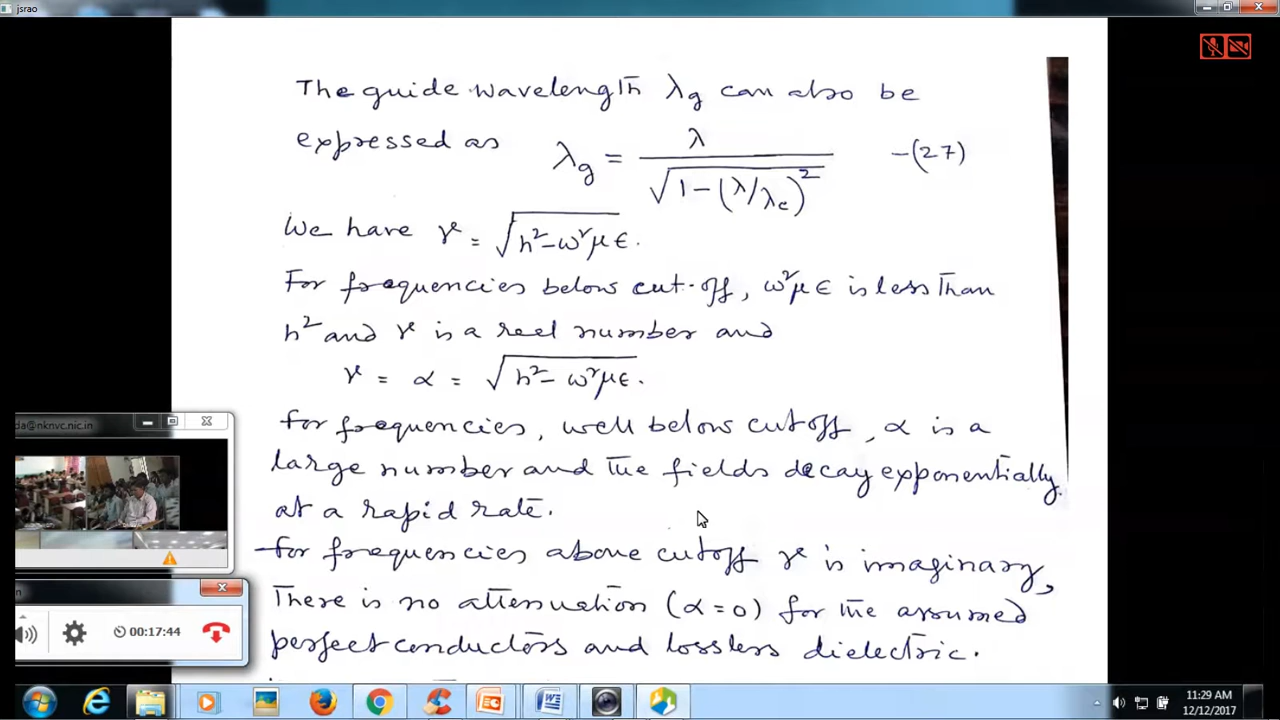 jsrao
The guide wavelength λg can also be
expressed as λg = λ / √(1-(λ/λc)²) -(27)
We have γ = √(h²-ω²με).
For frequencies below cut-off, ω²με is less than
h² and γ is a real number and
γ = α = √(h²- ω²με).
for frequencies, well below cutoff, α is a
large number and the fields decay exponentially
at a rapid rate.
for frequencies above cutoff γ is imaginary,
There is no attenuation (α=0) for the assumed
perfect conductors and lossless dielectric.
da@nknvc.nic.in
00:17:44
11:29 AM
12/12/2017